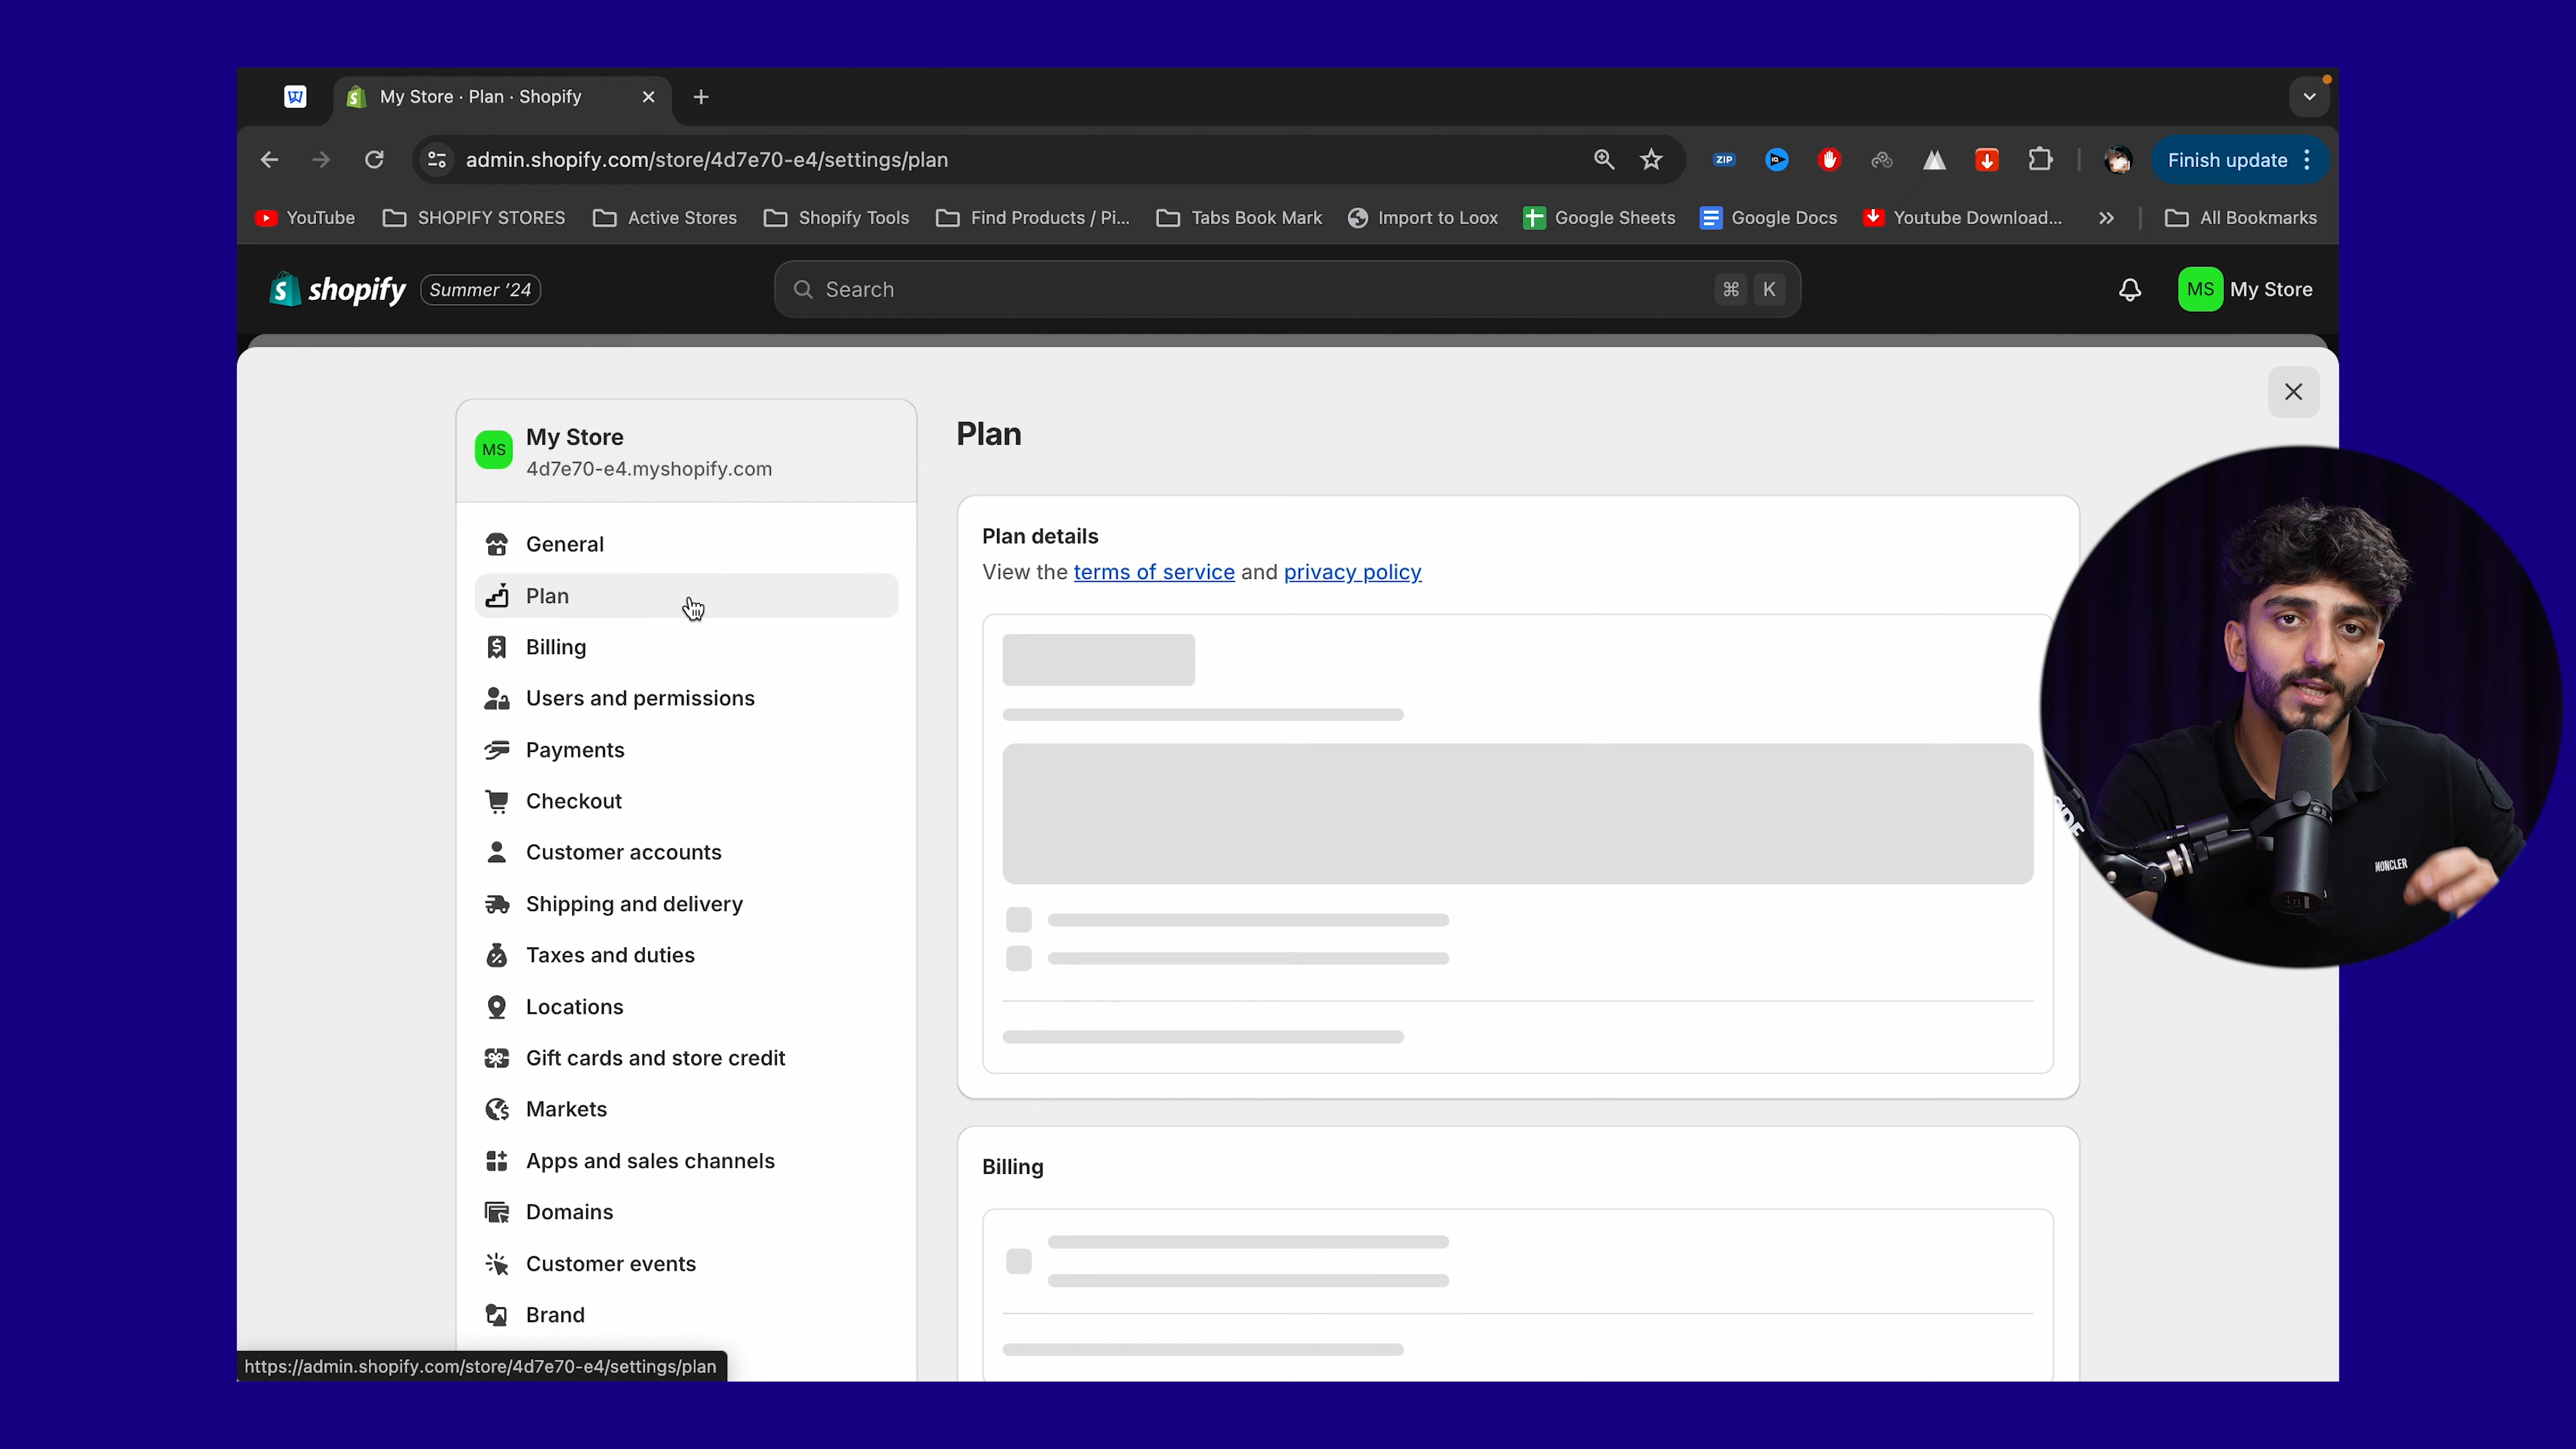 My Store · Plan · Shopify
admin.shopify.com/store/4d7e70-e4/settings/plan
ZIP
Finish update
YouTube
SHOPIFY STORES
Active Stores
Shopify Tools
Find Products / Pi...
Tabs Book Mark
Import to Loox
Google Sheets
Google Docs
Youtube Download...
All Bookmarks
shopify
Summer '24
Search
⌘ K
MS
My Store
MS
My Store
4d7e70-e4.myshopify.com
General
Plan
Billing
Users and permissions
Payments
Checkout
Customer accounts
Shipping and delivery
Taxes and duties
Locations
Gift cards and store credit
Markets
Apps and sales channels
Domains
Customer events
Brand
Plan
Plan details
View the terms of service and privacy policy
Billing
MONCLER
https://admin.shopify.com/store/4d7e70-e4/settings/plan